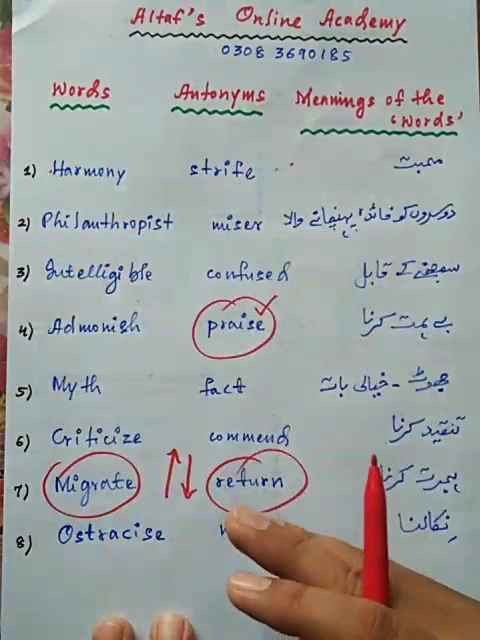 Altaf's Online Academy
0308 3690185
Words Antonyms Meanings of the 'Words'
1) Harmony strife محبت
2) Philanthropist miser دوسروں کو فائدہ پہنچانے والا
3) Intelligible confused سمجھنے کے قابل
4) Admonish praise بے ہمت کرنا
5) Myth fact جھوٹ - خیالی بات
6) Criticize commend تنقید کرنا
7) Migrate return ہجرت کرنا
8) Ostracise نکالنا